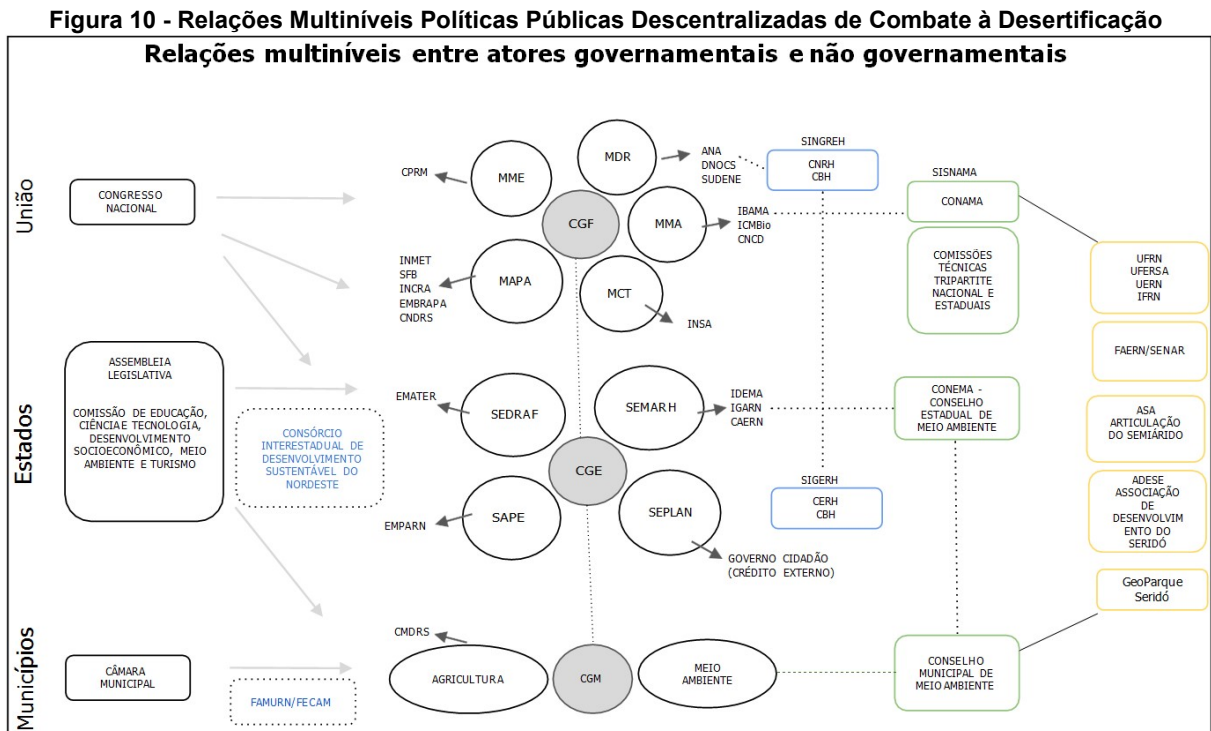 Figura 10 - Relações Multiníveis Políticas Públicas Descentralizadas de Combate à Desertificação
Relações multiníveis entre atores governamentais e não governamentais
União
CONGRESSO
NACIONAL
CPRM
MME
MDR
ANA
DNOCS
SUDENE
SINGREH
CNRH
CBH
CGF
MMA
IBAMA
ICMBio
CNCD
SISNAMA
CONAMA
INMET
SFB
INCRA
EMBRAPA
CNDRS
MAPA
MCT
INSA
COMISSÕES
TÉCNICAS
TRIPARTITE
NACIONAL E
ESTADUAIS
UFRN
UFERSA
UERN
IFRN
FAERN/SENAR
Estados
ASSEMBLEIA
LEGISLATIVA
COMISSÃO DE EDUCAÇÃO,
CIÊNCIA E TECNOLOGIA,
DESENVOLVIMENTO
SOCIOECONÔMICO, MEIO
AMBIENTE E TURISMO
CONSÓRCIO
INTERESTADUAL DE
DESENVOLVIMENTO
SUSTENTÁVEL DO
NORDESTE
EMATER
SEDRAF
SEMARH
IDEMA
IGARN
CAERN
CONEMA -
CONSELHO
ESTADUAL DE
MEIO AMBIENTE
ASA
ARTICULAÇÃO
DO SEMIÁRIDO
CGE
SIGERH
CERH
CBH
EMPARN
SAPE
SEPLAN
GOVERNO CIDADÃO
(CRÉDITO EXTERNO)
ADESE
ASSOCIAÇÃO
DE
DESENVOLVIM
ENTO DO
SERIDÓ
GeoParque
Seridó
Municípios
CÂMARA
MUNICIPAL
FAMURN/FECAM
CMDRS
AGRICULTURA
CGM
MEIO
AMBIENTE
CONSELHO
MUNICIPAL DE
MEIO AMBIENTE